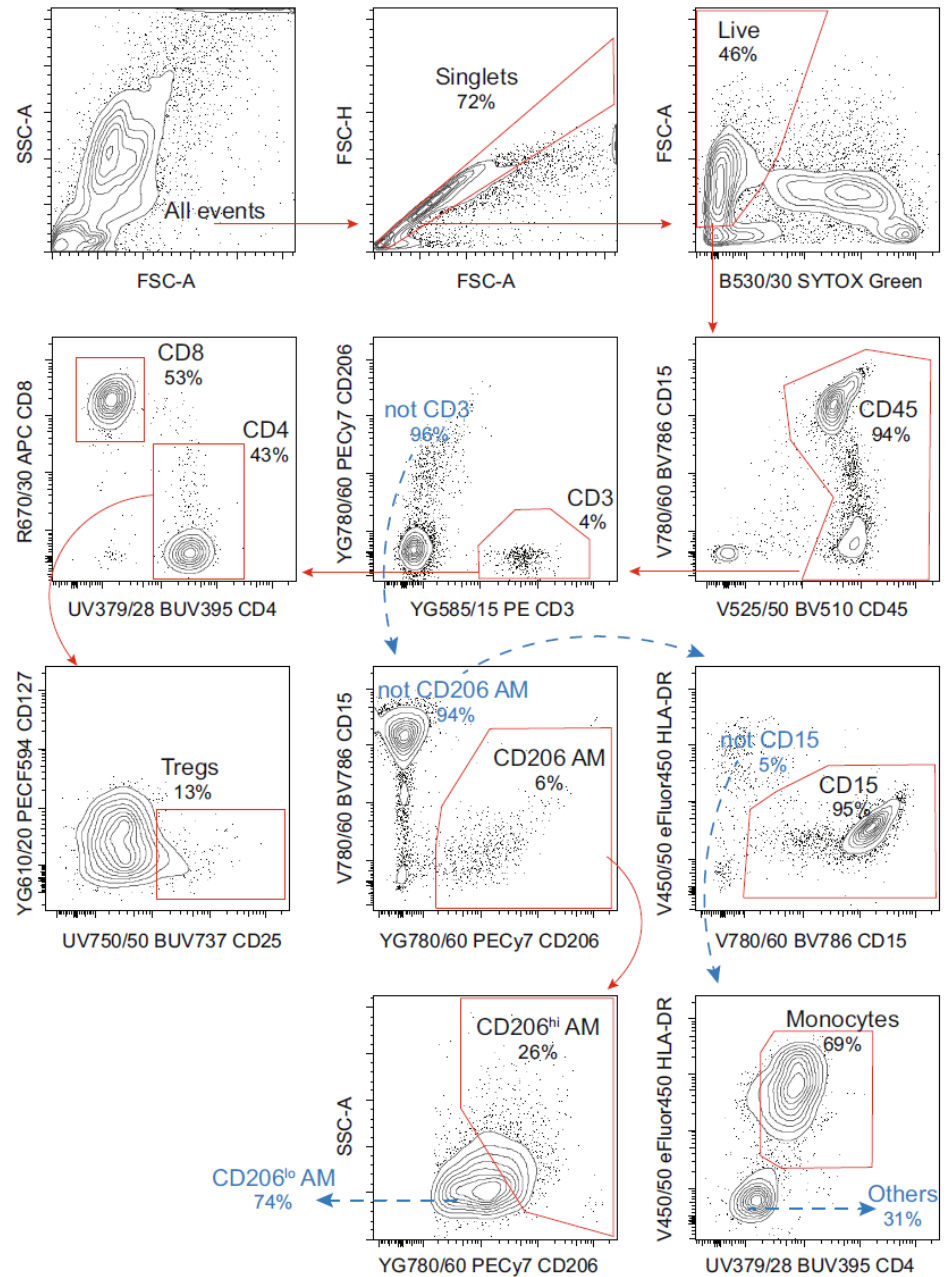 SSC-A
All events
FSC-A
FSC-H
Singlets
72%
FSC-A
FSC-A
Live
46%
B530/30 SYTOX Green
R670/30 APC CD8
CD8
53%
CD4
43%
UV379/28 BUV395 CD4
YG780/60 PECy7 CD206
not CD3
96%
CD3
4%
YG585/15 PE CD3
V780/60 BV786 CD15
CD45
94%
V525/50 BV510 CD45
YG610/20 PECF594 CD127
Tregs
13%
UV750/50 BUV737 CD25
V780/60 BV786 CD15
not CD206 AM
94%
CD206 AM
6%
YG780/60 PECy7 CD206
V450/50 eFluor450 HLA-DR
not CD15
5%
CD15
95%
V780/60 BV786 CD15
SSC-A
CD206hi AM
26%
CD206lo AM
74%
YG780/60 PECy7 CD206
V450/50 eFluor450 HLA-DR
Monocytes
69%
Others
31%
UV379/28 BUV395 CD4